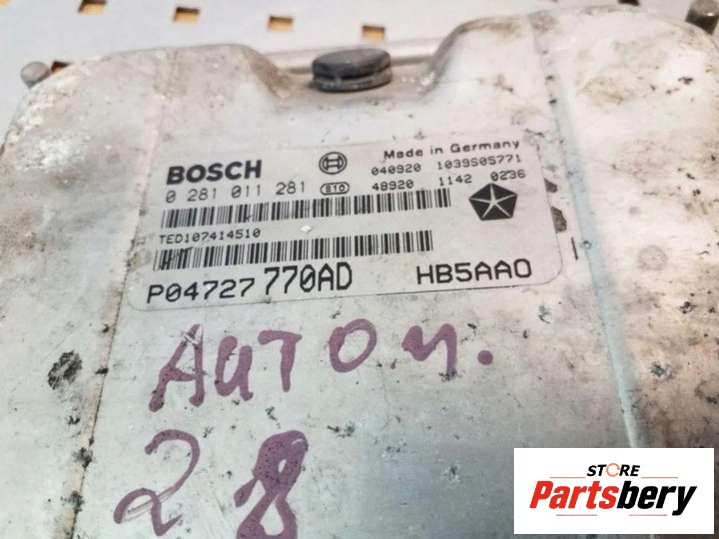 BOSCH
Made in Germany
040920 1039S05771
0 281 011 281 e10 48920 1142 0236
TED107414510
P04727770AD HB5AA0
Autom.
28
STORE
Partsbery